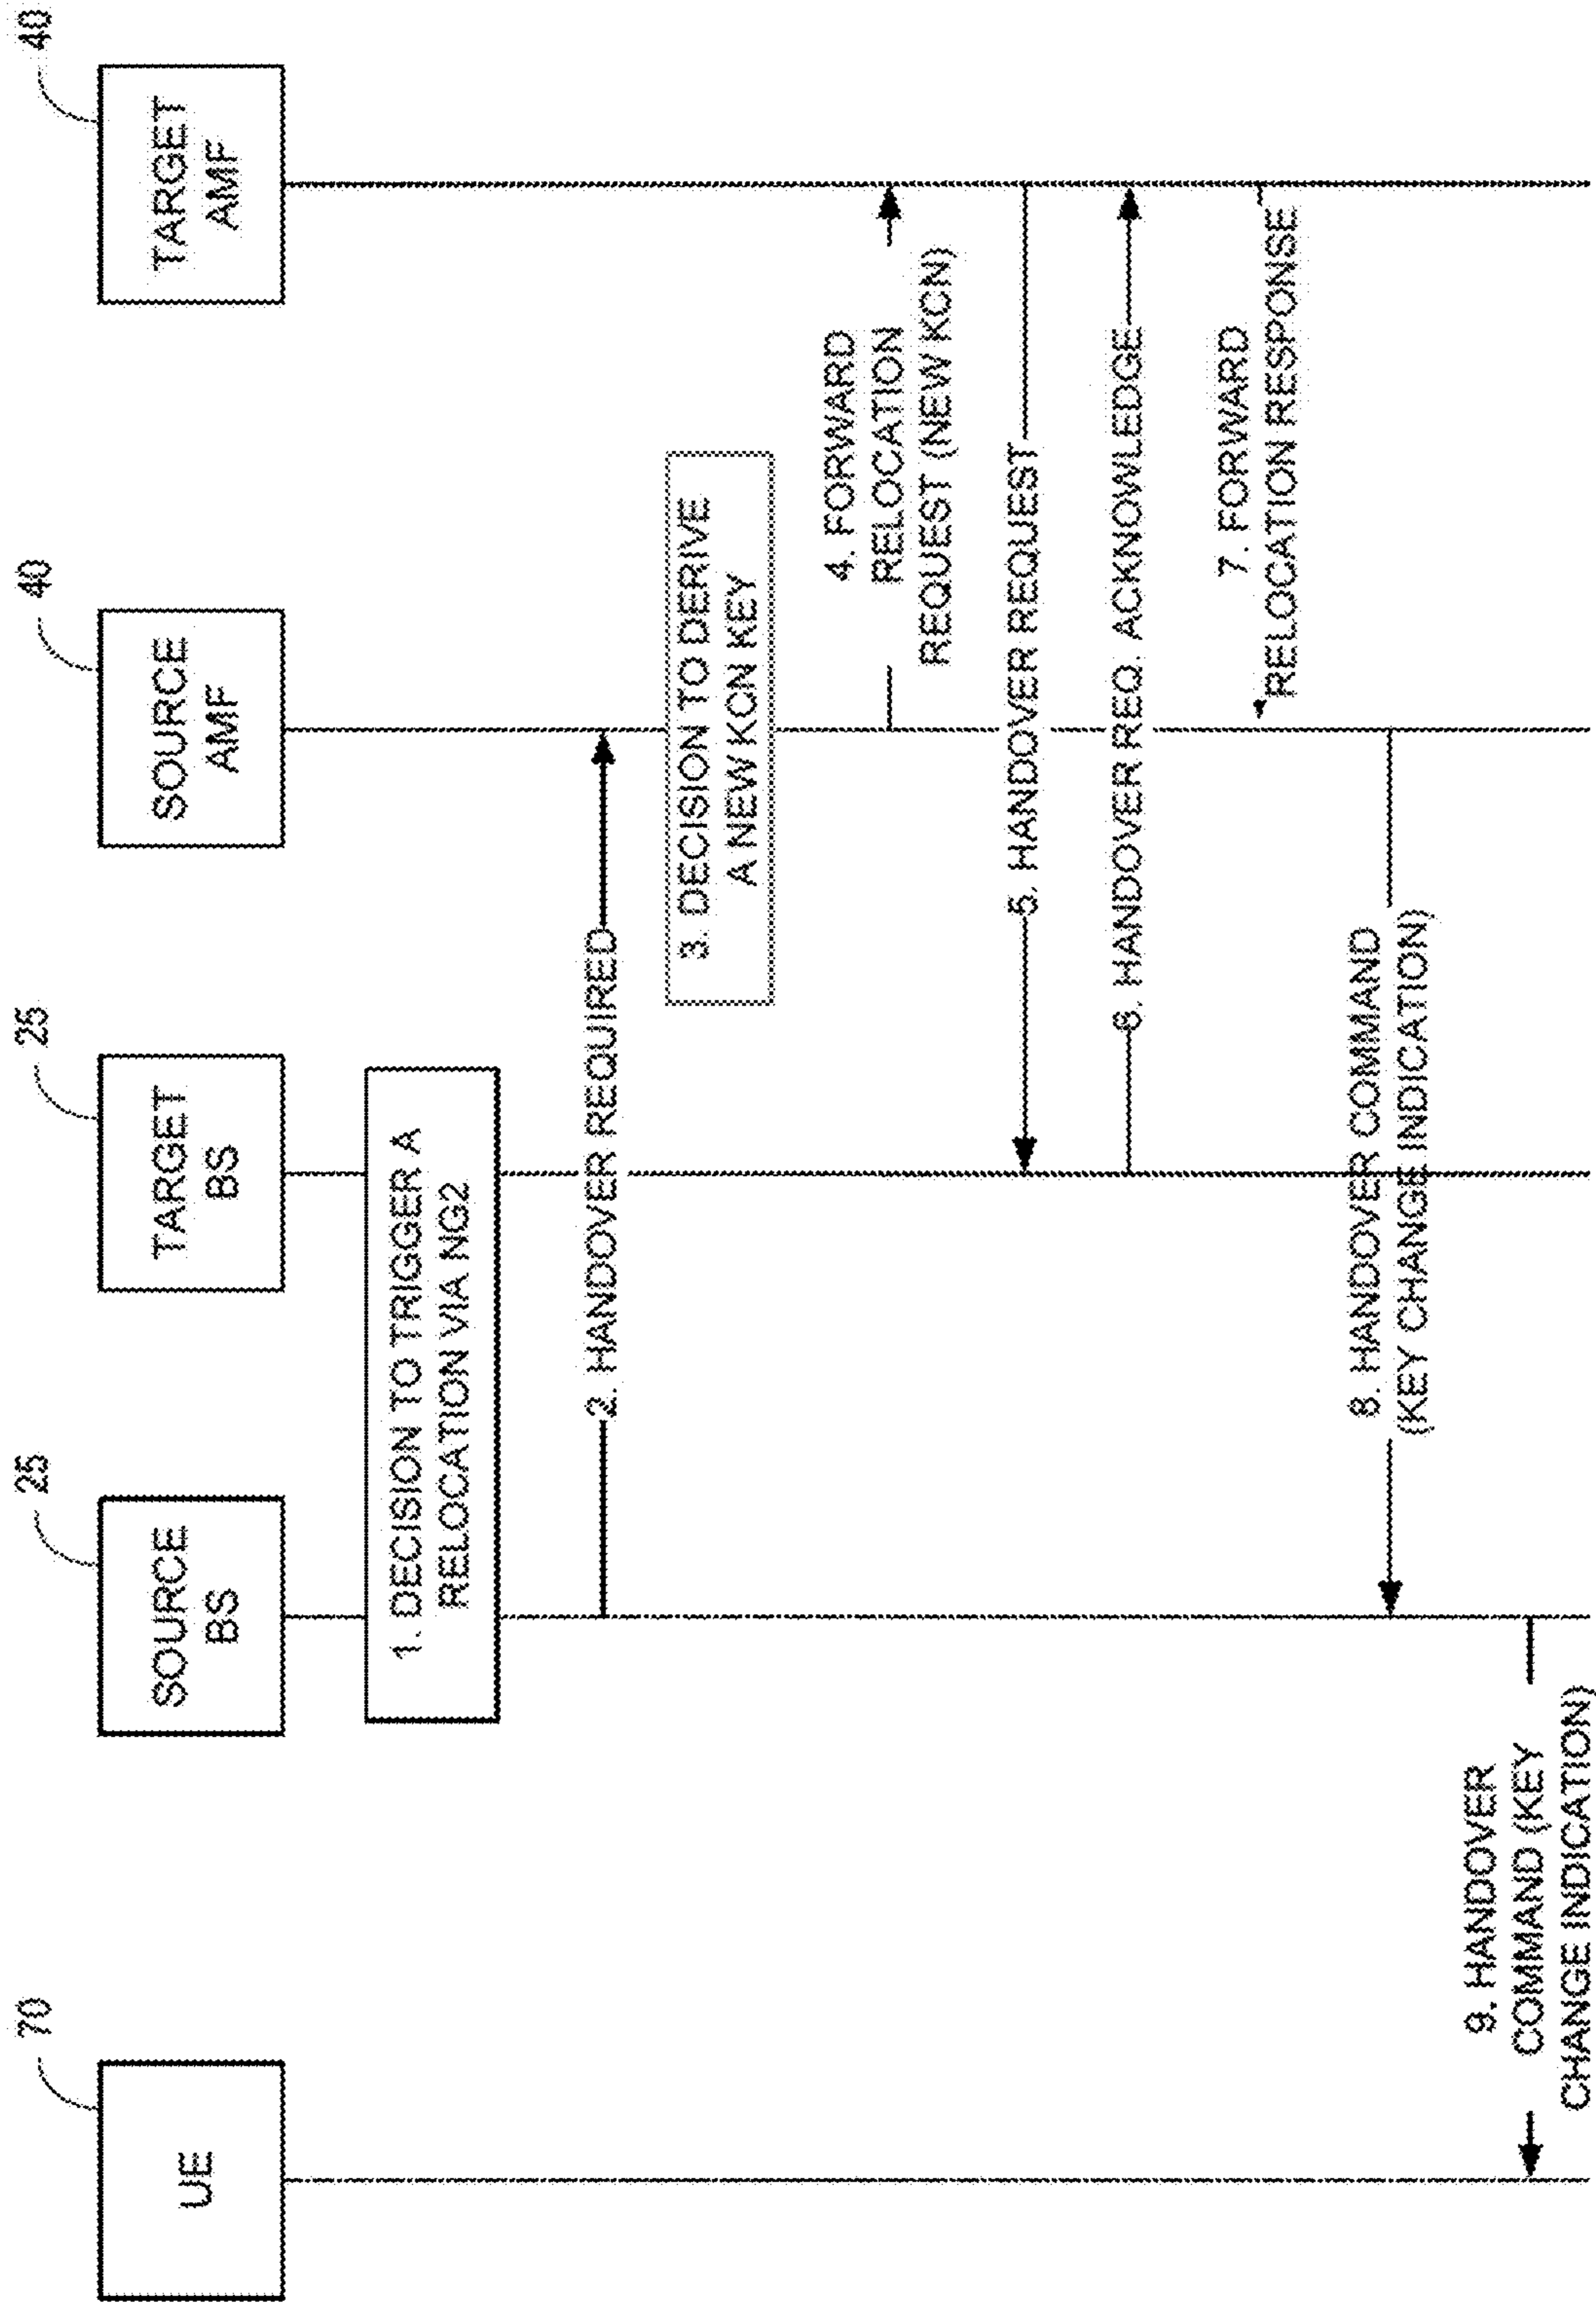 70
25
25
40
40
UE
SOURCE
BS
TARGET
BS
SOURCE
AMF
TARGET
AMF
1. DECISION TO TRIGGER A
RELOCATION VIA NG2
2. HANDOVER REQUIRED
3. DECISION TO DERIVE
A NEW KCN KEY
4. FORWARD
RELOCATION
REQUEST (NEW KCN)
5. HANDOVER REQUEST
6. HANDOVER REQ. ACKNOWLEDGE
7. FORWARD
RELOCATION RESPONSE
8. HANDOVER COMMAND
(KEY CHANGE INDICATION)
9. HANDOVER
COMMAND (KEY
CHANGE INDICATION)